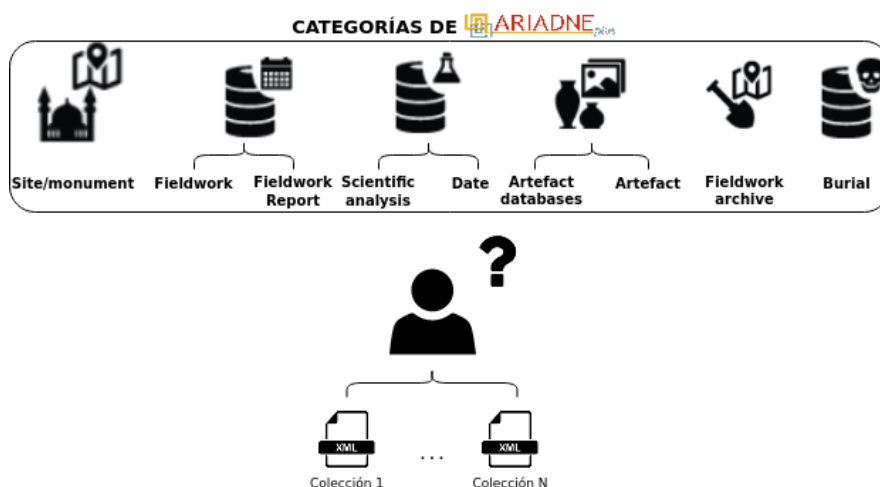 CATEGORÍAS DE ARIADNE plus
Site/monument Fieldwork Fieldwork Scientific Date Artefact Artefact Fieldwork Burial
Report analysis databases archive
?
XML ... XML
Colección 1 Colección N